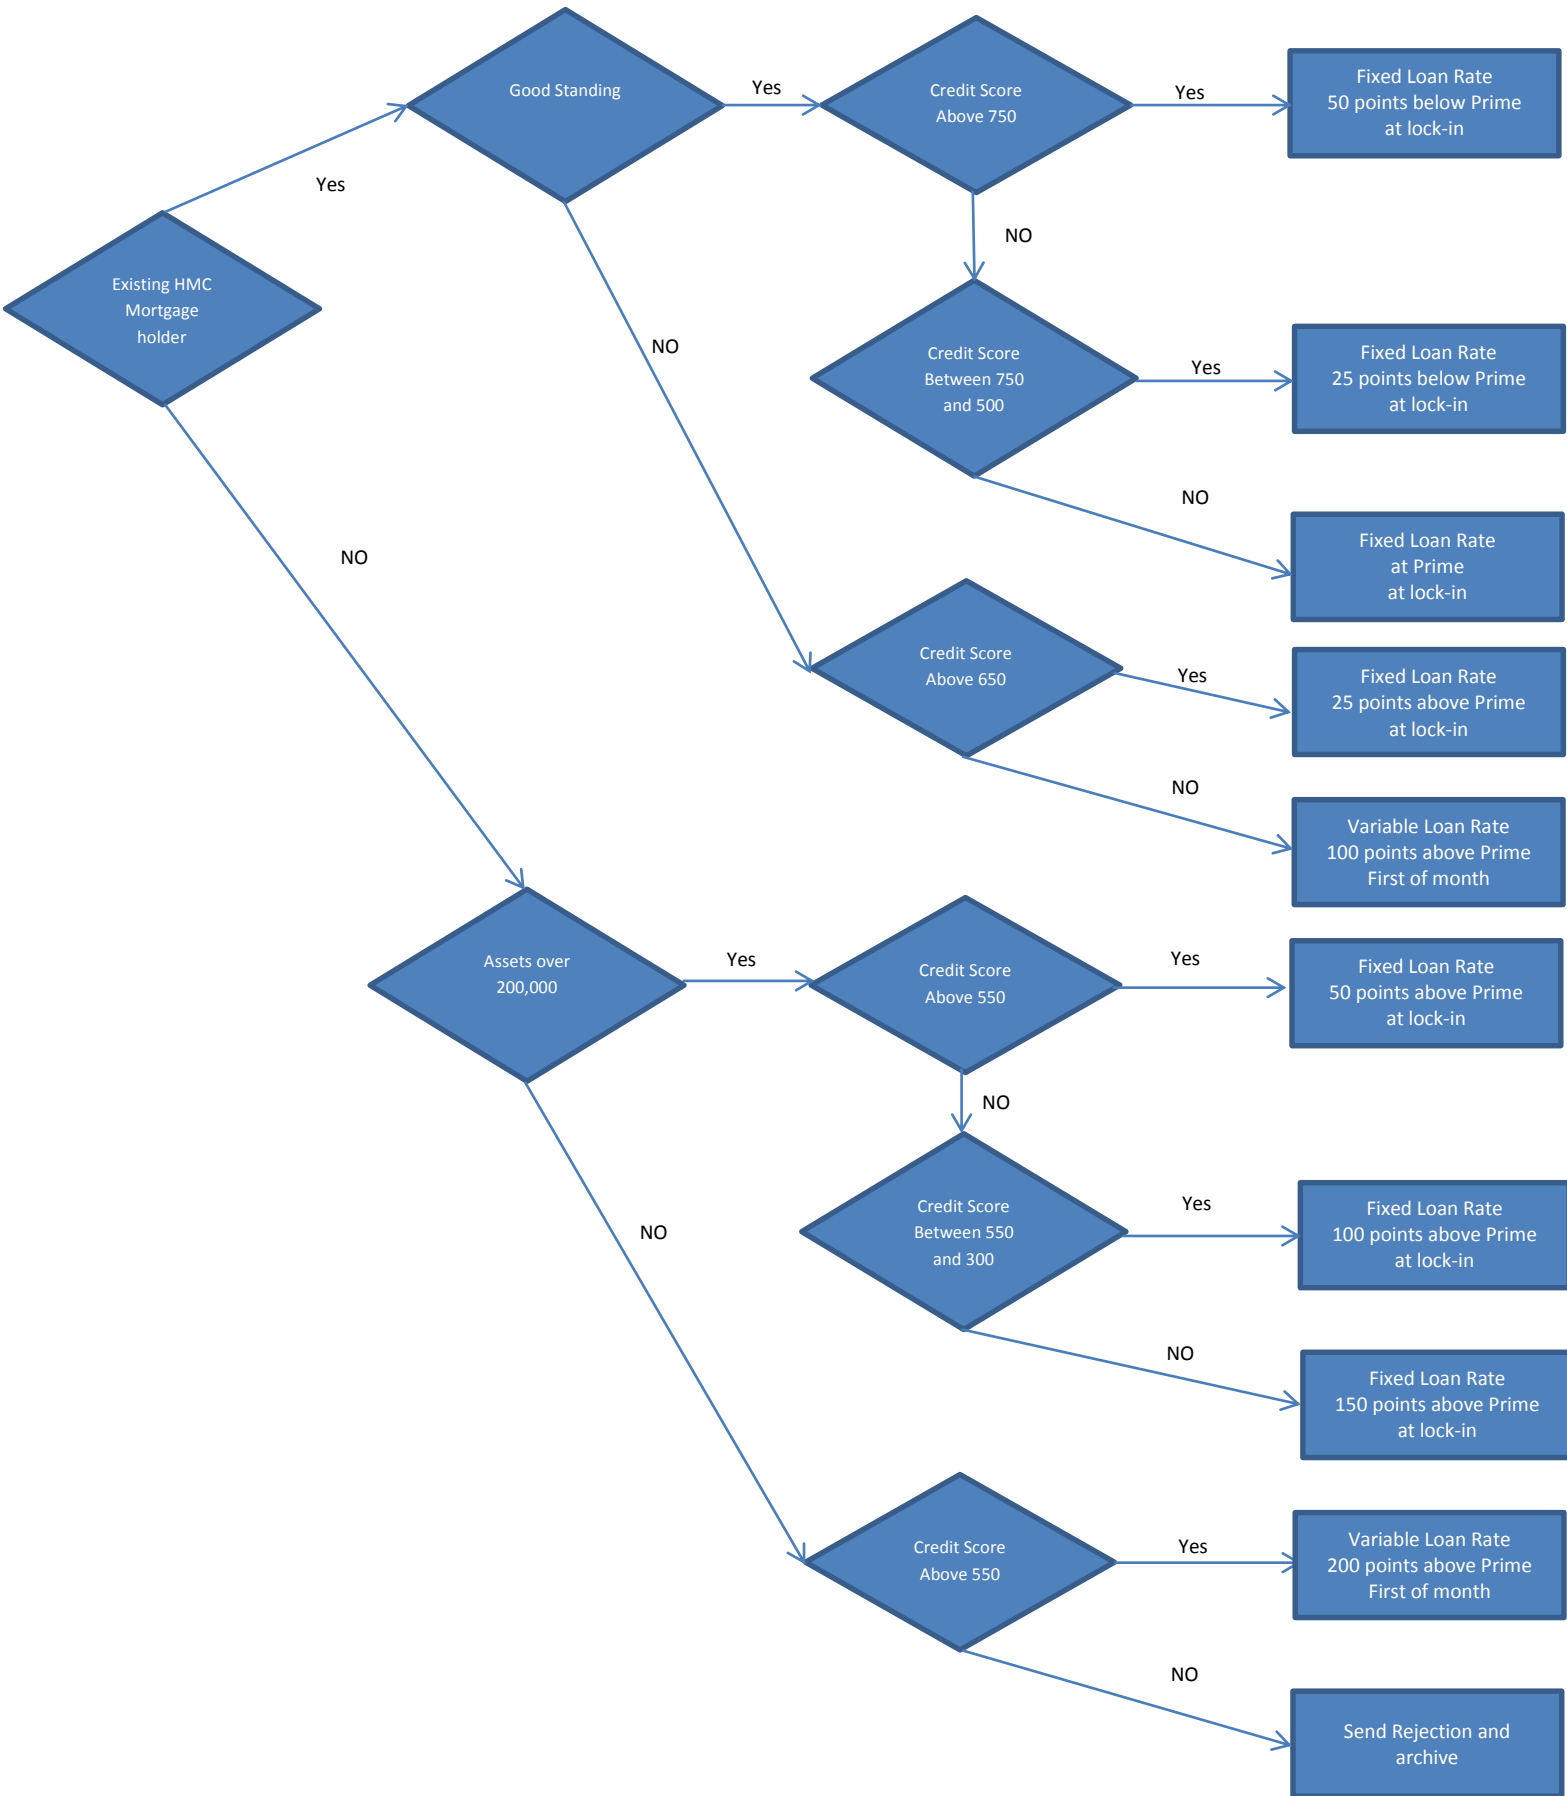 Good Standing
Yes
Credit Score
Above 750
Yes
Fixed Loan Rate
50 points below Prime
at lock-in
Yes
NO
Existing HMC
Mortgage
holder
NO
Credit Score
Between 750
and 500
Yes
Fixed Loan Rate
25 points below Prime
at lock-in
NO
NO
Fixed Loan Rate
at Prime
at lock-in
Credit Score
Above 650
Yes
Fixed Loan Rate
25 points above Prime
at lock-in
NO
Variable Loan Rate
100 points above Prime
First of month
Assets over
200,000
Yes
Credit Score
Above 550
Yes
Fixed Loan Rate
50 points above Prime
at lock-in
NO
NO
Credit Score
Between 550
and 300
Yes
Fixed Loan Rate
100 points above Prime
at lock-in
NO
Fixed Loan Rate
150 points above Prime
at lock-in
Credit Score
Above 550
Yes
Variable Loan Rate
200 points above Prime
First of month
NO
Send Rejection and
archive